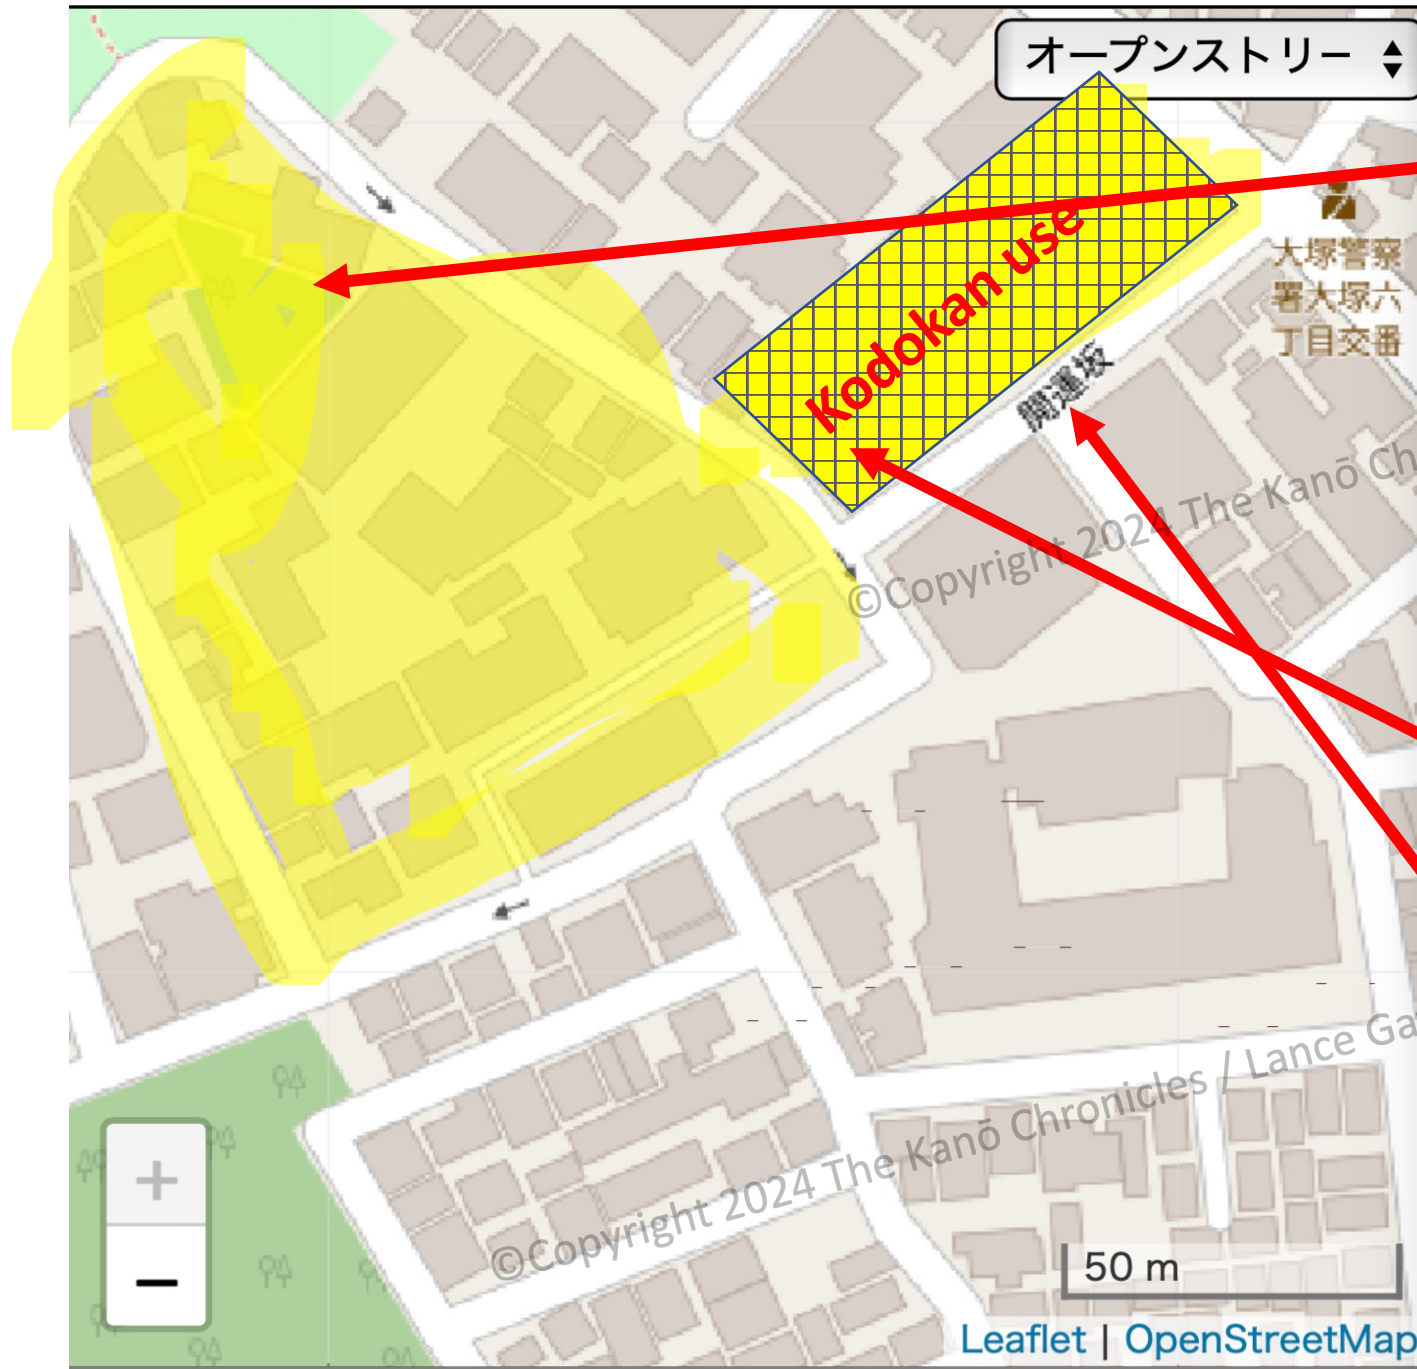 オープンストリー
Kodokan use
大塚警察
署大塚六
丁目交番
開運坂
©Copyright 2024 The Kanō Ch
©Copyright 2024 The Kanō Chronicles / Lance Ga
+
−
50 m
Leaflet | OpenStreetMap